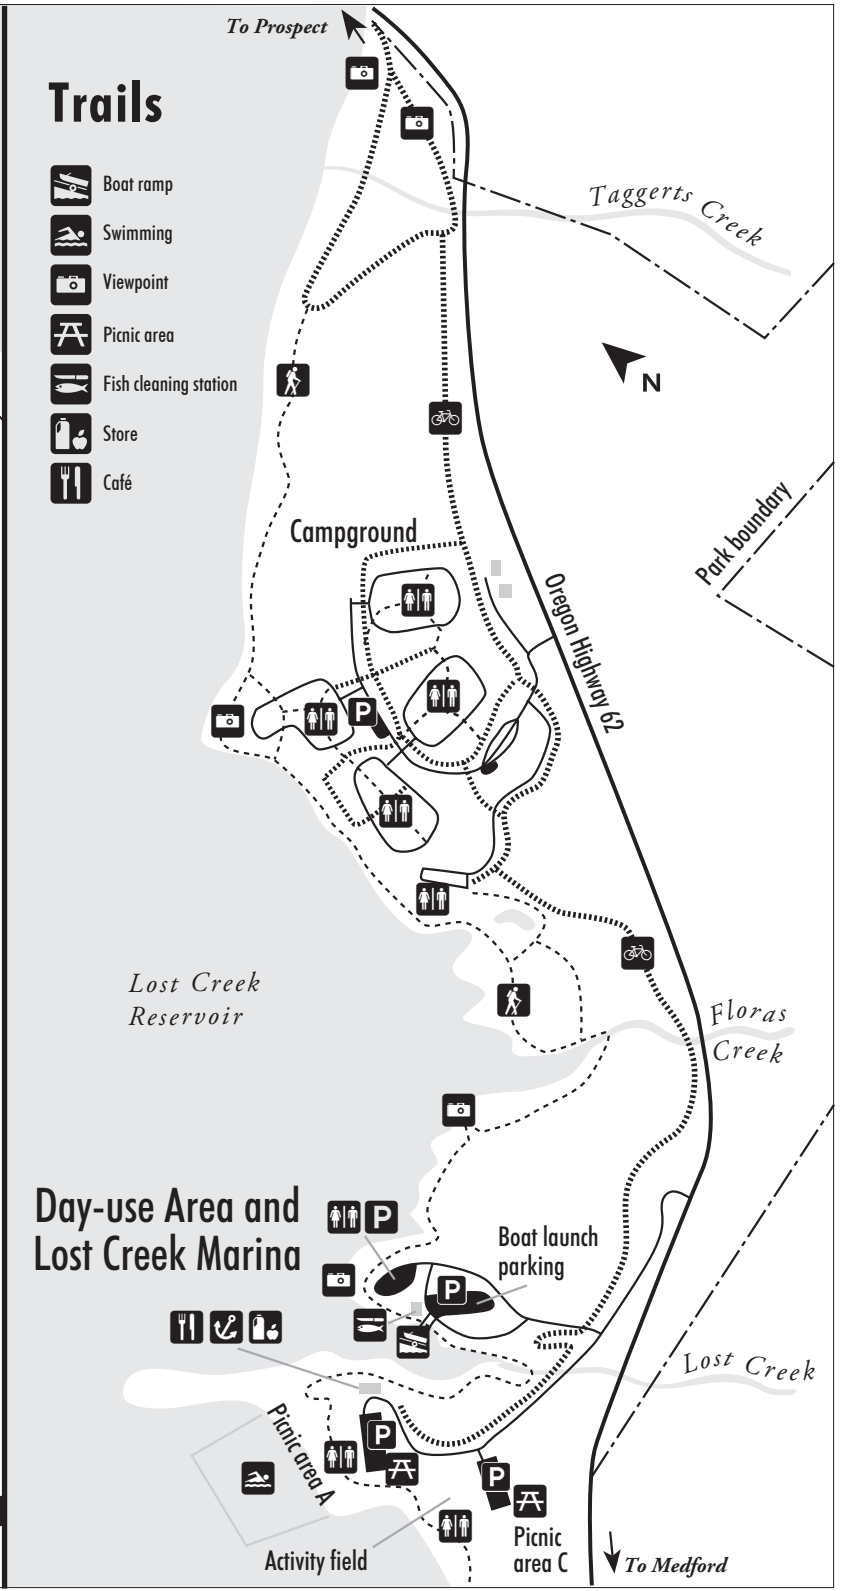 To Prospect
Trails
Boat ramp
Swimming
Viewpoint
Picnic area
Fish cleaning station
Store
Café
Taggerts Creek
N
Park boundary
Campground
Oregon Highway 62
P
Lost Creek
Reservoir
Floras
Creek
Day-use Area and
Lost Creek Marina
P
Boat launch
parking
P
Lost Creek
Picnic area A
P
P
Activity field
Picnic
area C
To Medford